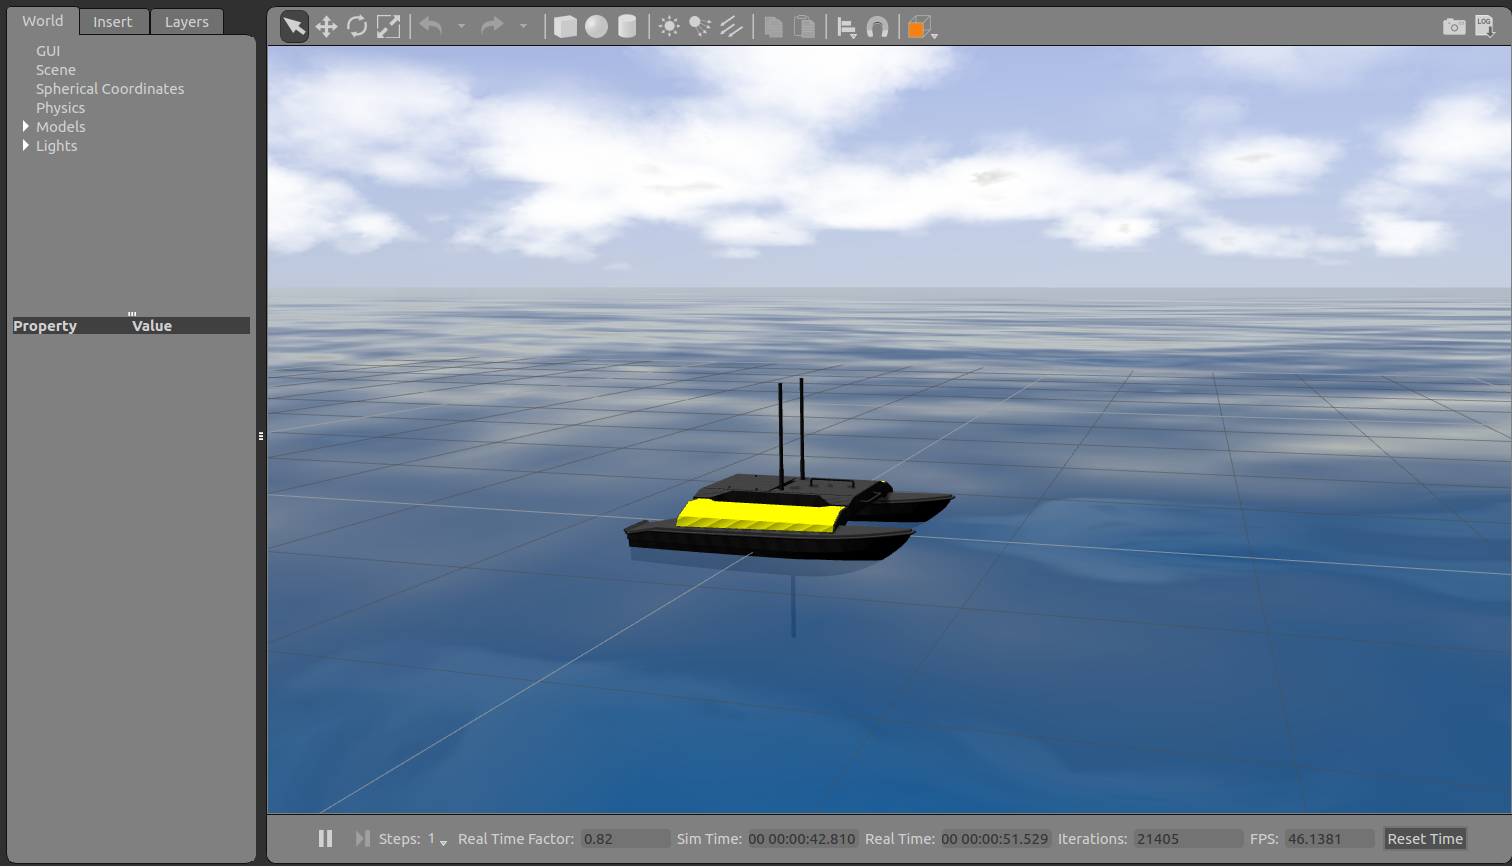 World Insert Layers
GUI
Scene
Spherical Coordinates
Physics
Models
Lights
Property Value
LOG
Steps: 1 Real Time Factor: 0.82 Sim Time: 00 00:00:42.810 Real Time: 00 00:00:51.529 Iterations: 21405 FPS: 46.1381 Reset Time